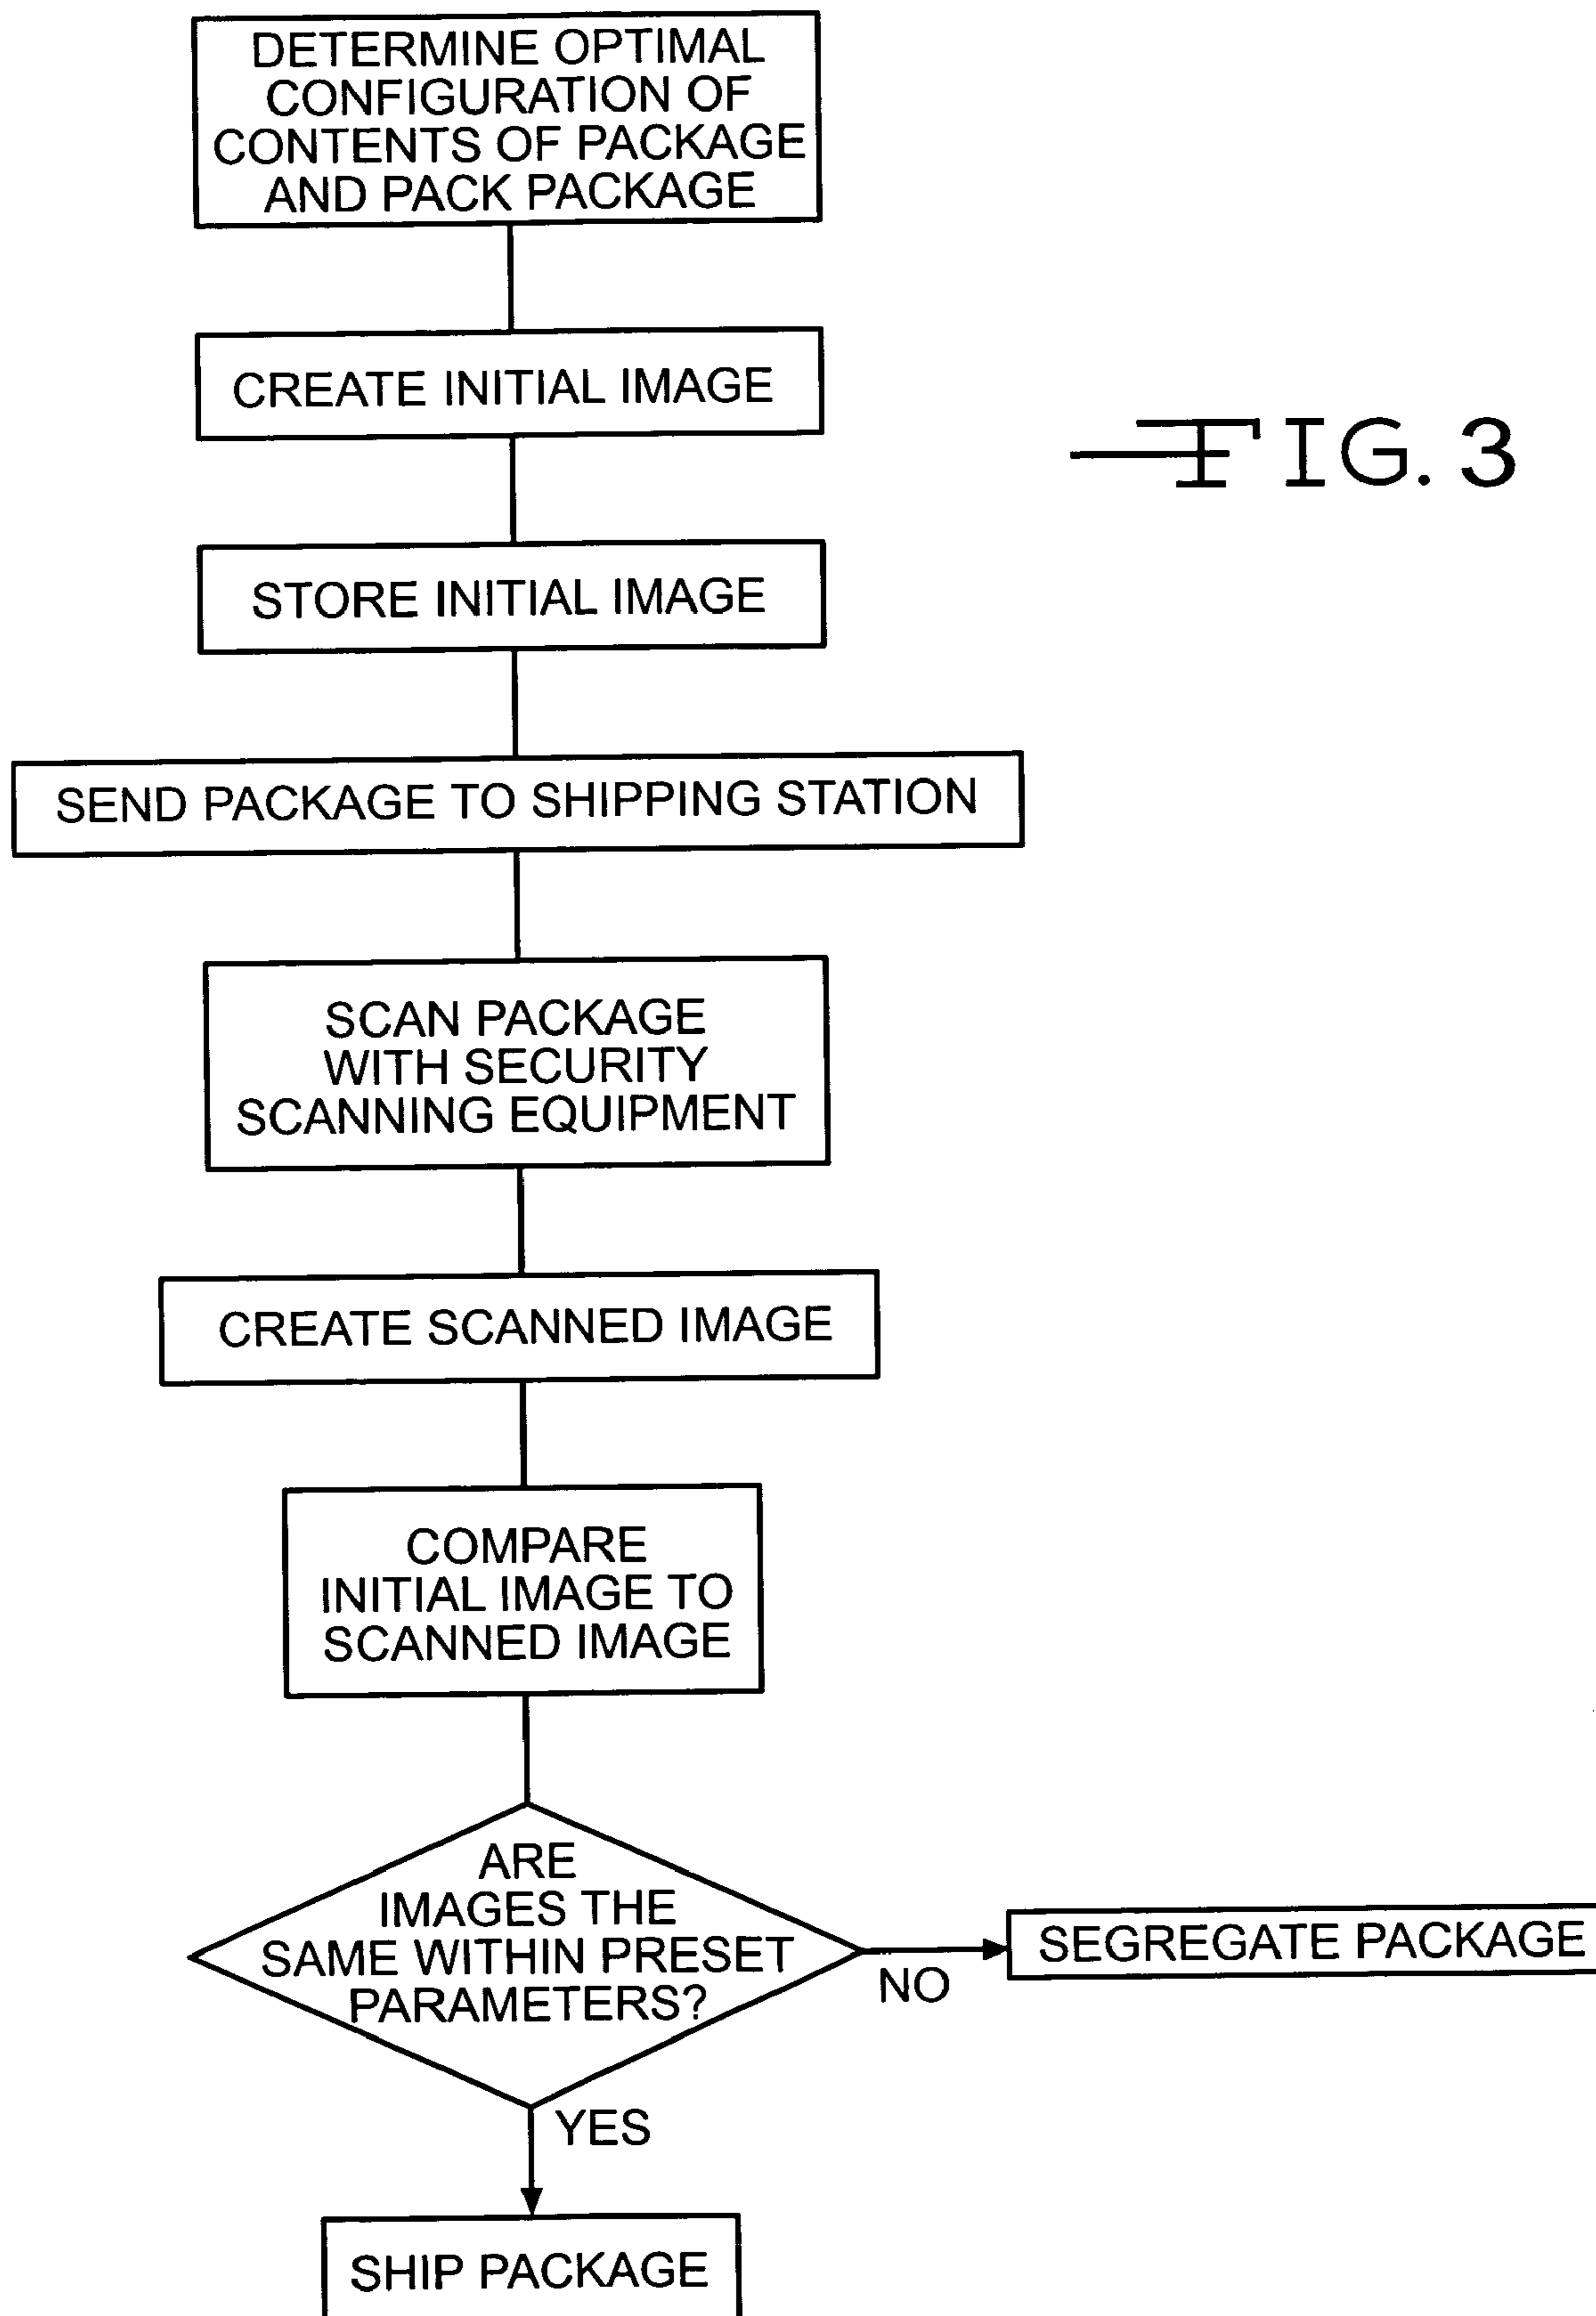 DETERMINE OPTIMAL
CONFIGURATION OF
CONTENTS OF PACKAGE
AND PACK PACKAGE
CREATE INITIAL IMAGE
FIG. 3
STORE INITIAL IMAGE
SEND PACKAGE TO SHIPPING STATION
SCAN PACKAGE
WITH SECURITY
SCANNING EQUIPMENT
CREATE SCANNED IMAGE
COMPARE
INITIAL IMAGE TO
SCANNED IMAGE
ARE
IMAGES THE
SAME WITHIN PRESET
PARAMETERS?
NO
SEGREGATE PACKAGE
YES
SHIP PACKAGE